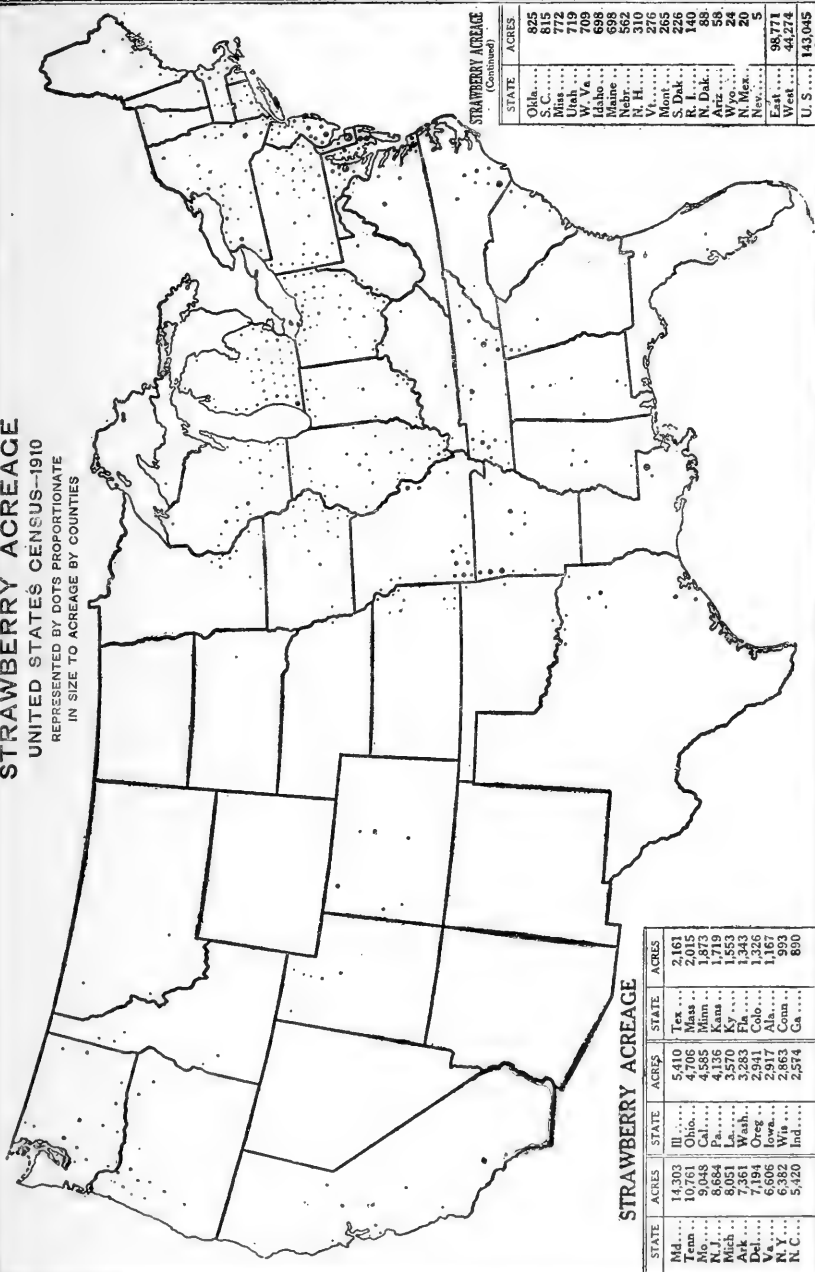 STRAWBERRY ACREAGE
UNITED STATES CENSUS—1910
REPRESENTED BY DOTS PROPORTIONATE
IN SIZE TO ACREAGE BY COUNTIES
STRAWBERRY ACREAGE
STATE ACRES STATE ACRES STATE ACRES
Md.... 14,303 Ill..... 5,410 Tex.... 2,161
Tenn... 10,761 Ohio.... 4,706 Mass... 2,015
Mo.... 9,048 Cal..... 4,585 Minn... 1,873
N. J.... 8,684 Pa...... 4,136 Kans... 1,719
Mich... 8,051 La...... 3,570 Ky..... 1,553
Ark.... 7,361 Wash.. 3,283 Fla.... 1,343
Del.... 7,194 Oreg... 2,941 Colo... 1,326
Va..... 6,606 Iowa... 2,917 Ala.... 1,167
N. Y... 6,382 Wis.... 2,863 Conn... 993
N. C... 5,420 Ind.... 2,574 Ga..... 890
STRAWBERRY ACREAGE
(Continued)
STATE ACRES
Okla.... 825
S. C.... 815
Miss... 772
Utah... 719
W. Va.. 709
Idaho.. 698
Maine.. 698
Nebr... 562
N. H... 310
Vt..... 276
Mont... 265
S. Dak. 226
R. I... 140
N. Dak. 88
Ariz... 58
Wyo.... 24
N. Mex. 20
Nev.... 5
East... 98,771
West... 44,274
U. S... 143,045